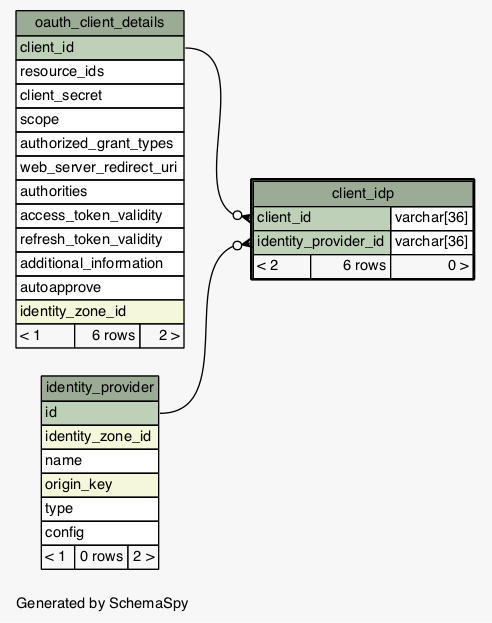 oauth_client_details
client_id
resource_ids
client_secret
scope
authorized_grant_types
web_server_redirect_uri
authorities
access_token_validity
refresh_token_validity
additional_information
autoapprove
identity_zone_id
< 1 6 rows 2 >
client_idp
client_id varchar[36]
identity_provider_id varchar[36]
< 2 6 rows 0 >
identity_provider
id
identity_zone_id
name
origin_key
type
config
< 1 0 rows 2 >
Generated by SchemaSpy